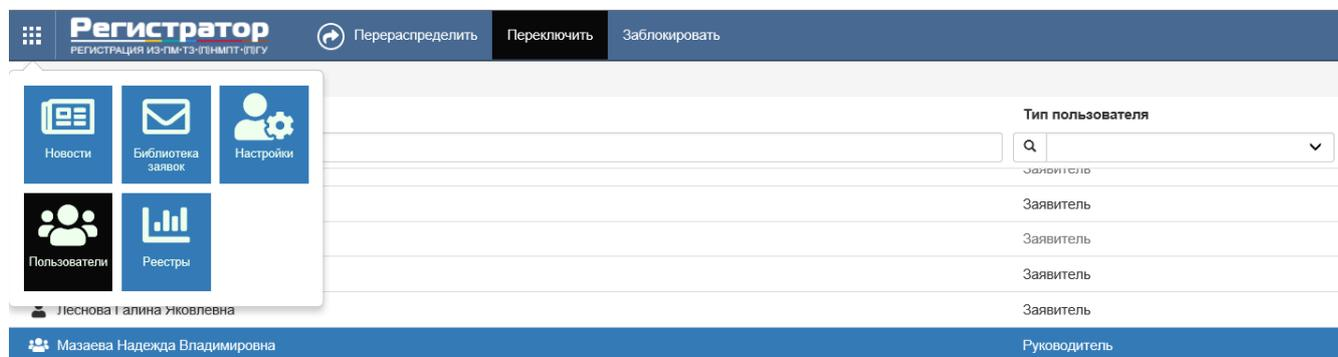 Регистратор
РЕГИСТРАЦИЯ ИЗ·ПМ·ТЗ·(П)НМПТ·(П)ГУ
Перераспределить
Переключить
Заблокировать
Новости
Библиотека
заявок
Настройки
Пользователи
Реестры
Тип пользователя
Заявитель
Заявитель
Заявитель
Заявитель
Леснова Галина Яковлевна
Заявитель
Мазаева Надежда Владимировна
Руководитель